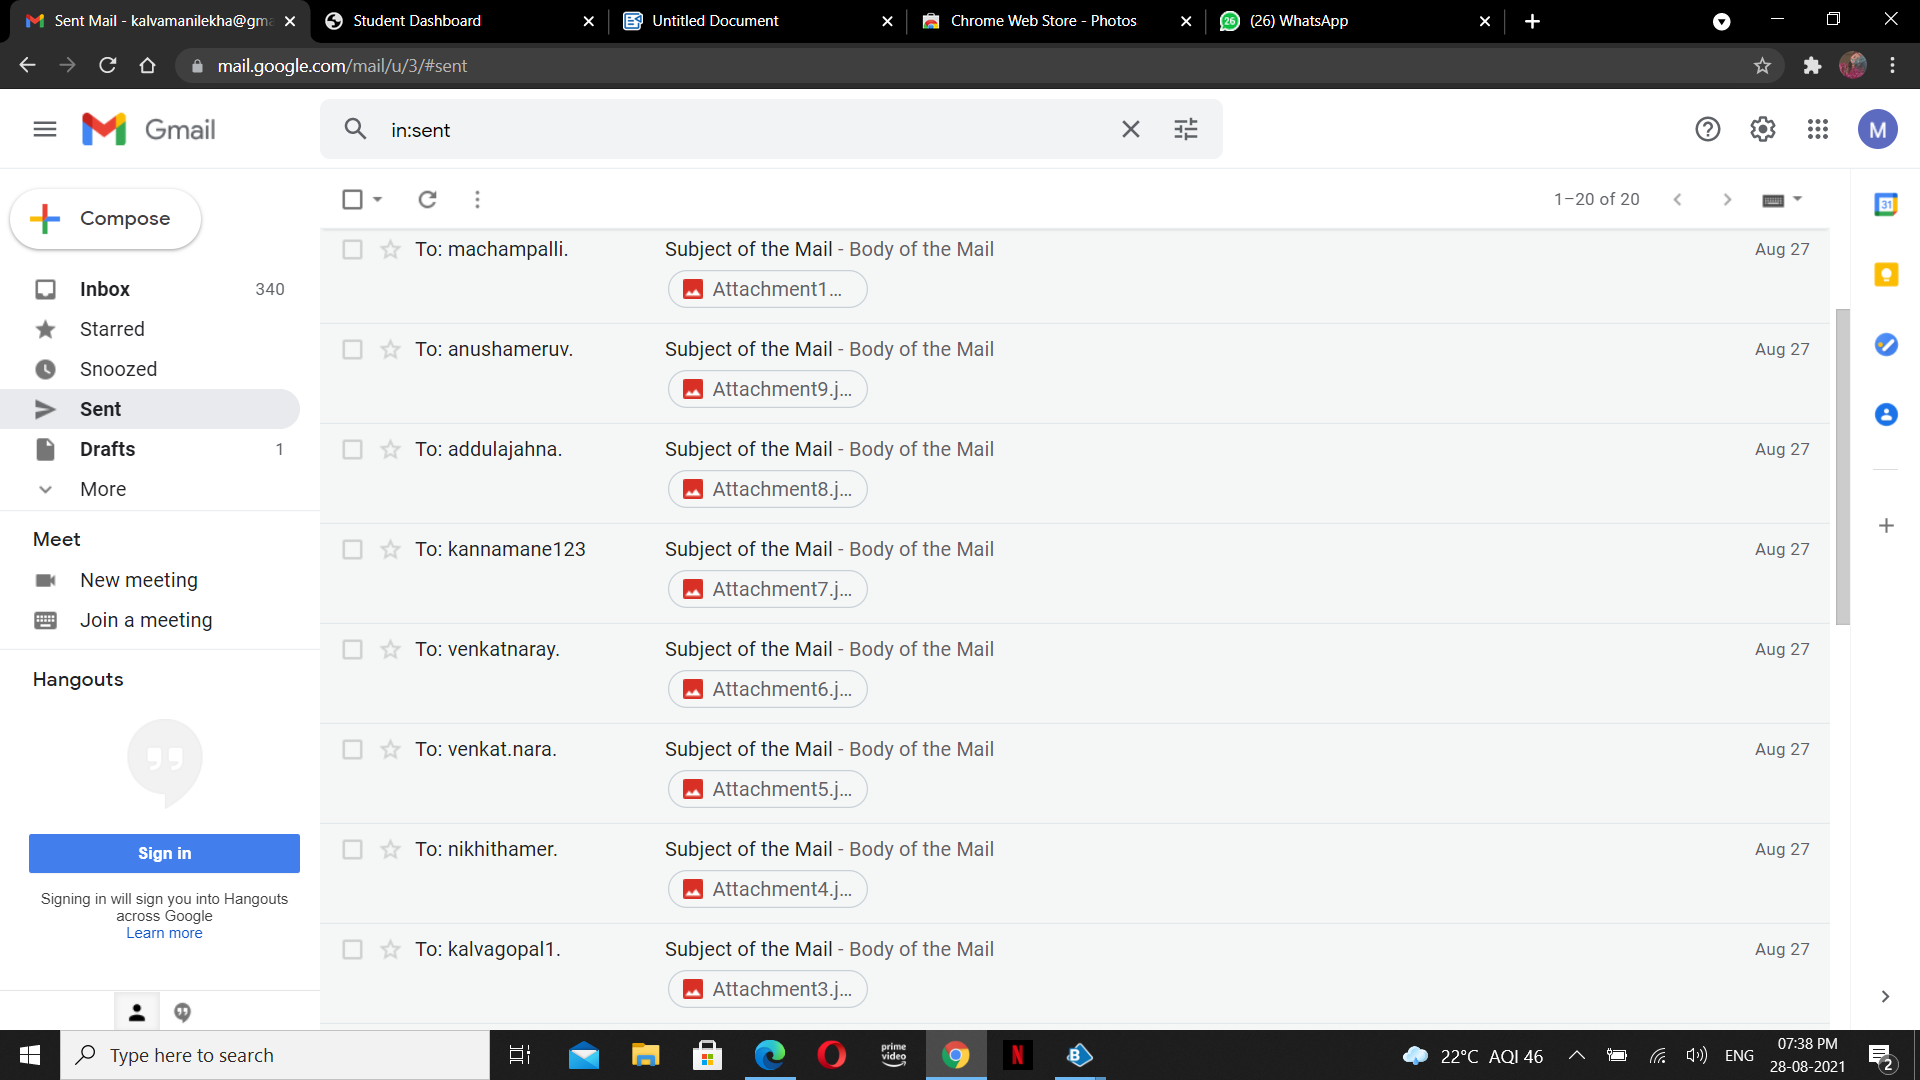 Sent Mail - kalvamanilekha@gma
Student Dashboard
Untitled Document
Chrome Web Store - Photos
26
(26) WhatsApp
mail.google.com/mail/u/3/#sent
Gmail
in:sent
M
Compose
1–20 of 20
31
Inbox 340
Starred
Snoozed
Sent
Drafts 1
More
Meet
New meeting
Join a meeting
Hangouts
Sign in
Signing in will sign you into Hangouts
across Google
Learn more
To: machampalli. Subject of the Mail - Body of the Mail Aug 27
Attachment1...
To: anushameruv. Subject of the Mail - Body of the Mail Aug 27
Attachment9.j...
To: addulajahna. Subject of the Mail - Body of the Mail Aug 27
Attachment8.j...
To: kannamane123 Subject of the Mail - Body of the Mail Aug 27
Attachment7.j...
To: venkatnaray. Subject of the Mail - Body of the Mail Aug 27
Attachment6.j...
To: venkat.nara. Subject of the Mail - Body of the Mail Aug 27
Attachment5.j...
To: nikhithamer. Subject of the Mail - Body of the Mail Aug 27
Attachment4.j...
To: kalvagopal1. Subject of the Mail - Body of the Mail Aug 27
Attachment3.j...
Type here to search
prime
video
N
B
22°C AQI 46
ENG
07:38 PM
28-08-2021
2